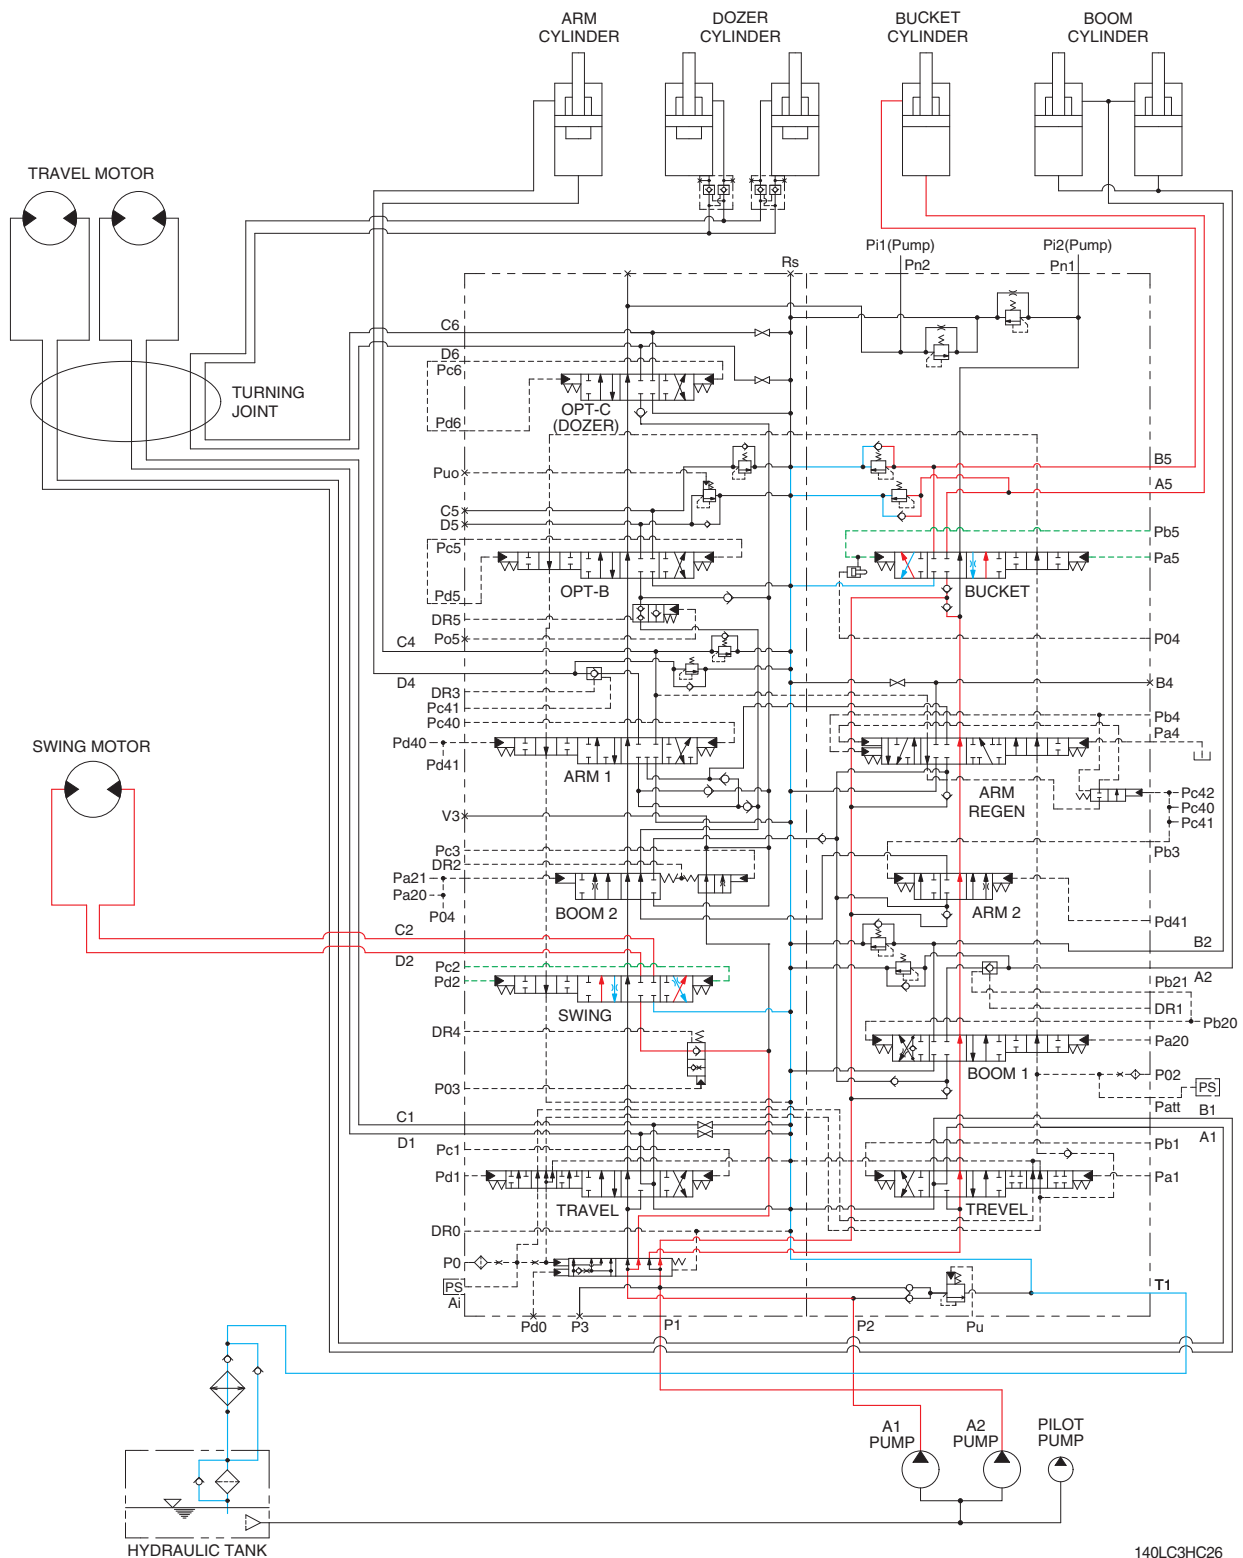 ARM
CYLINDER
DOZER
CYLINDER
BUCKET
CYLINDER
BOOM
CYLINDER
TRAVEL MOTOR
TURNING
JOINT
Pi1(Pump)
Pn2
Pi2(Pump)
Pn1
Rs
C6
D6
Pc6
Pd6
OPT-C
(DOZER)
Puo
C5
D5
Pc5
Pd5
OPT-B
DR5
Po5
B5
A5
Pb5
Pa5
BUCKET
P04
C4
D4
DR3
Pc41
Pc40
Pd40
Pd41
ARM 1
B4
Pb4
Pa4
ARM
REGEN
Pc42
Pc40
Pc41
SWING MOTOR
V3
Pc3
DR2
Pa21
Pa20
P04
BOOM 2
Pb3
ARM 2
Pd41
C2
D2
Pc2
Pd2
SWING
B2
A2
Pb21
DR1
Pb20
Pa20
BOOM 1
DR4
P03
P02
PS
Patt
C1
D1
Pc1
Pd1
TRAVEL
B1
A1
Pb1
Pa1
TREVEL
DR0
P0
PS
Ai
Pd0
P3
P1
P2
Pu
T1
A1
PUMP
A2
PUMP
PILOT
PUMP
HYDRAULIC TANK
140LC3HC26